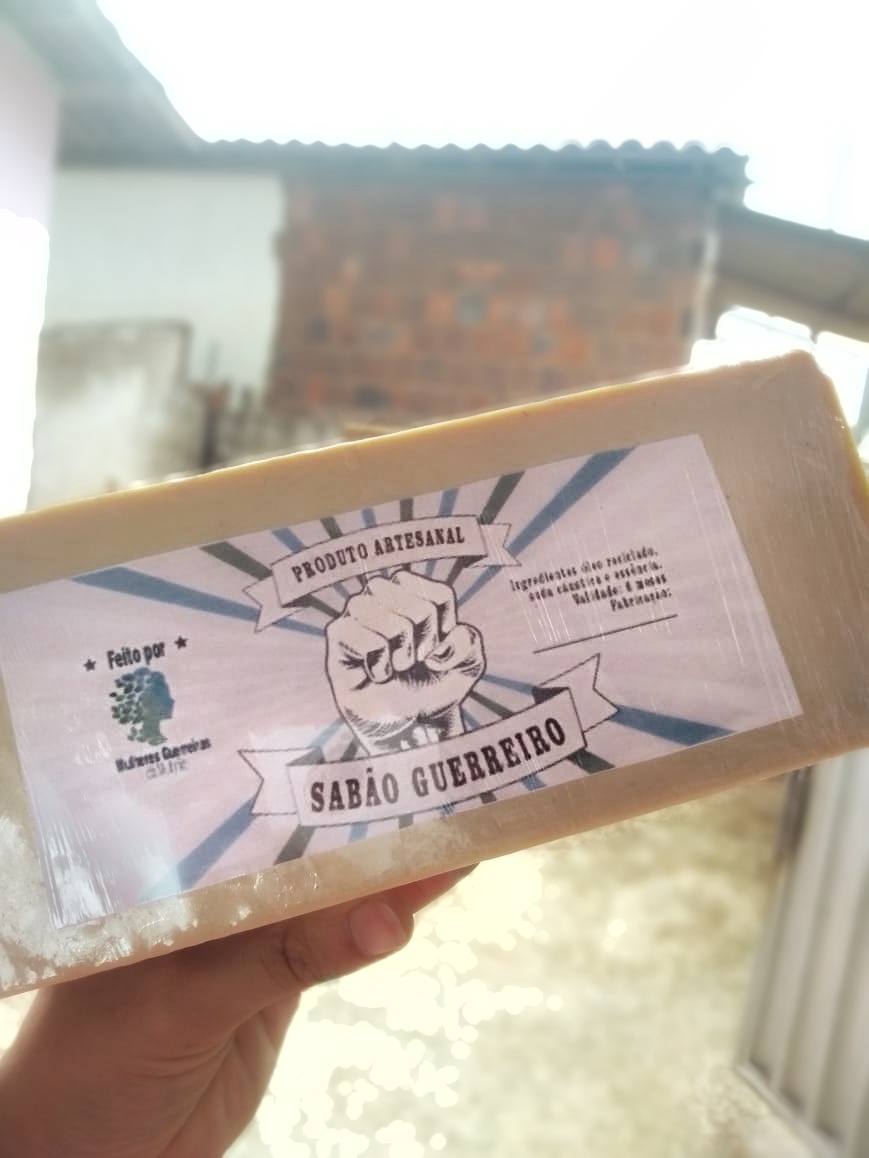 PRODUTO ARTESANAL
Ingredientes óleo reciclado,
soda cáustica e essência.
Validade: 6 meses
Fabricação:
Feito por
Mulheres Guerreiras
SABÃO GUERREIRO